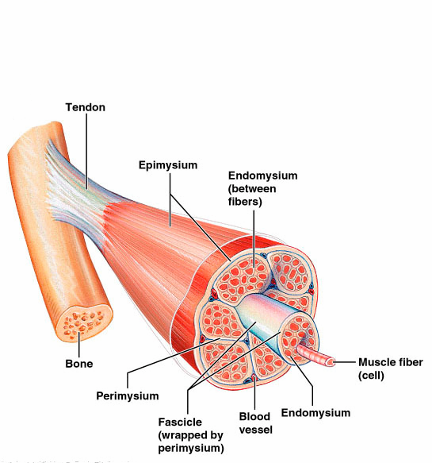 Tendon
Epimysium
Endomysium
(between
fibers)
Bone
Perimysium
Muscle fiber
(cell)
Fascicle
(wrapped by
perimysium)
Blood
vessel
Endomysium